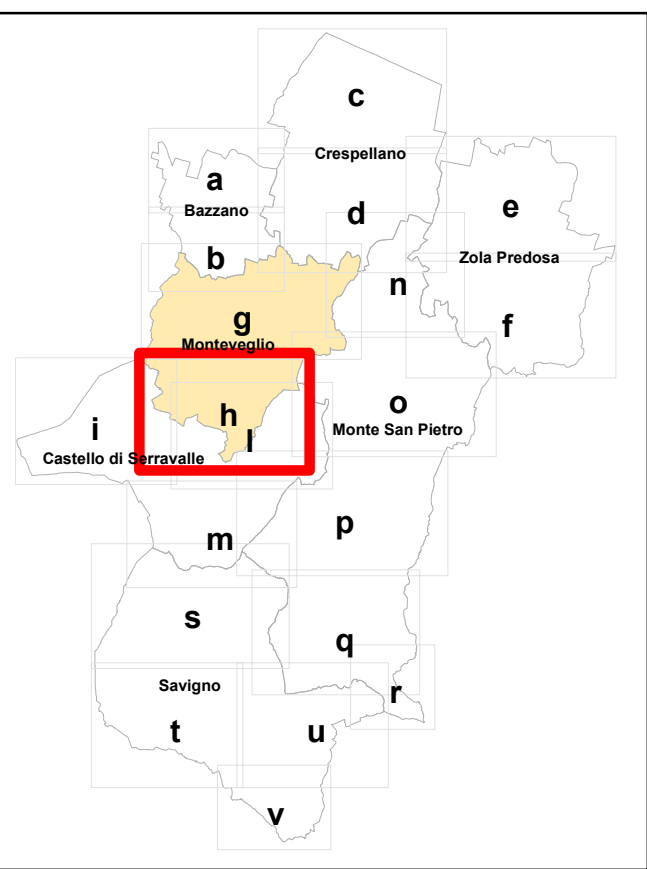 c
Crespellano
a
Bazzano
e
d
b
Zola Predosa
n
g
Monteveglio
f
h
o
i
l
Monte San Pietro
Castello di Serravalle
p
m
s
q
Savigno
r
t
u
v